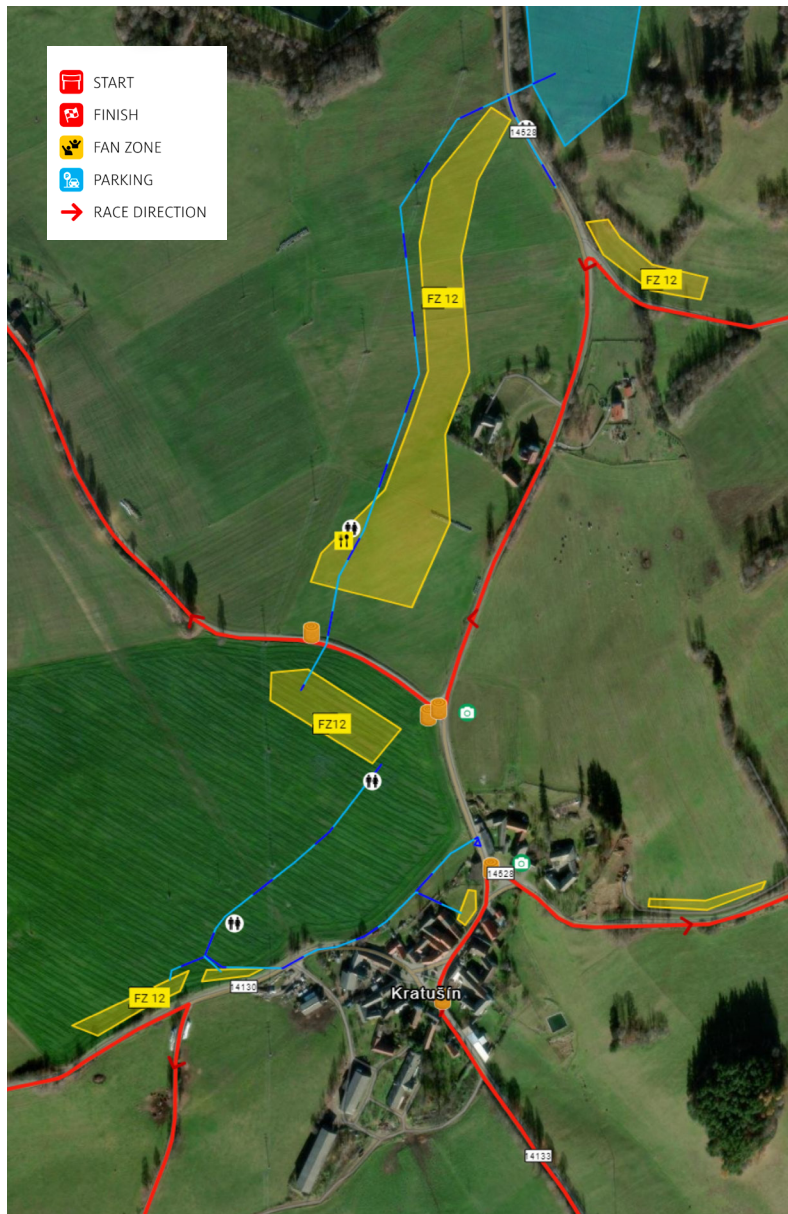 START
FINISH
FAN ZONE
PARKING
RACE DIRECTION
14528
FZ 12
FZ 12
FZ12
14528
FZ 12
14130
Kratušín
14133